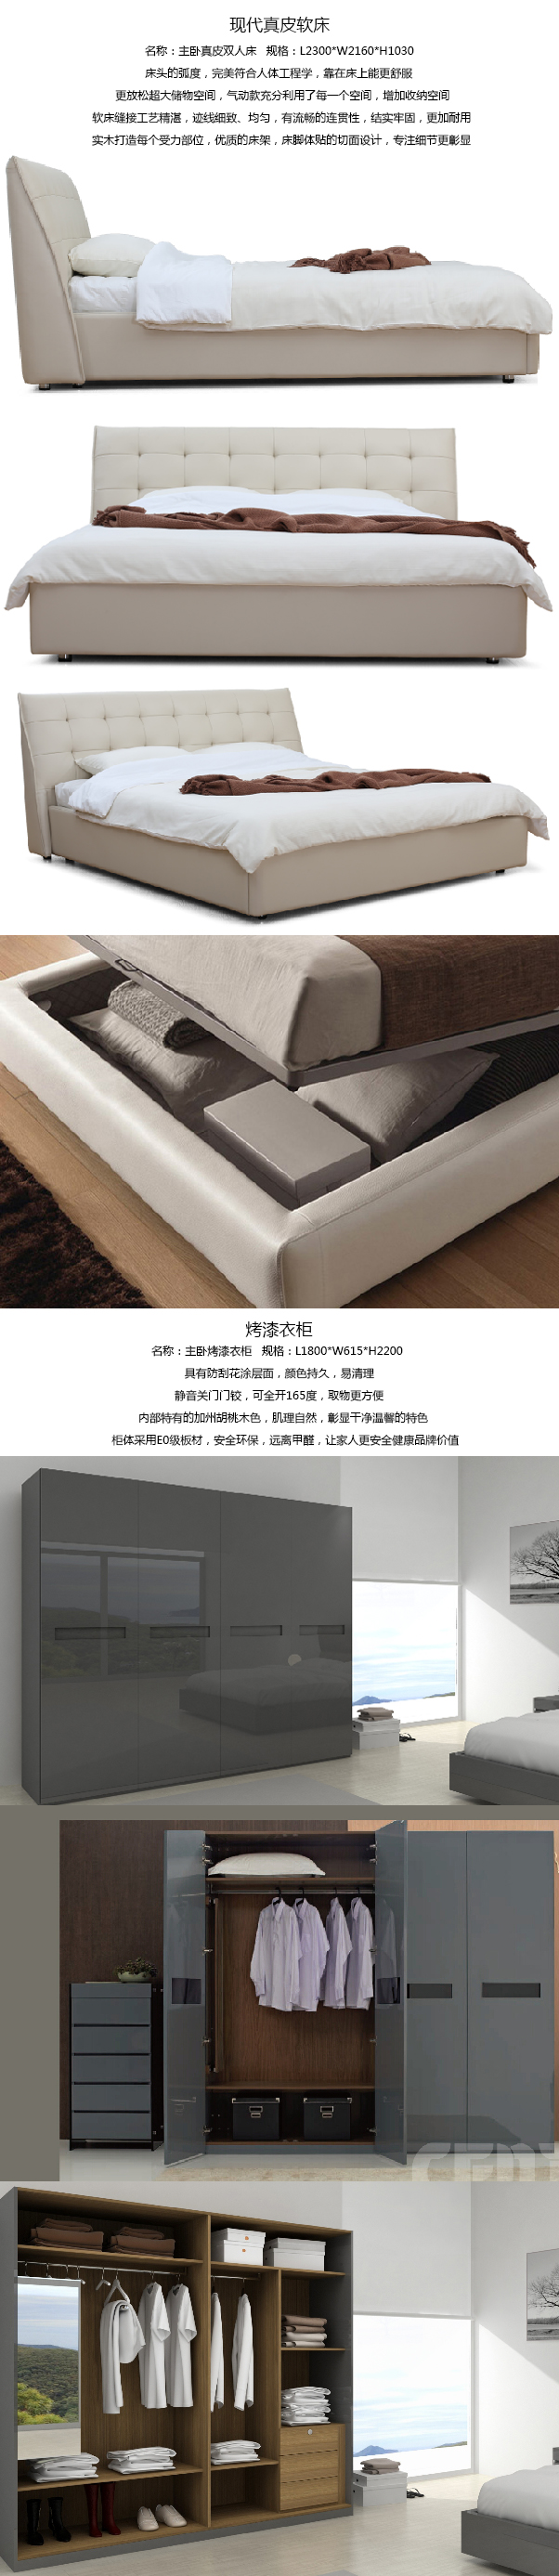 现代真皮软床
名称：主卧真皮双人床 规格：L2300*W2160*H1030
床头的弧度，完美符合人体工程学，靠在床上能更舒服
更放松超大储物空间，气动款充分利用了每一个空间，增加收纳空间
软床缝接工艺精湛，迹线细致、均匀，有流畅的连贯性，结实牢固，更加耐用
实木打造每个受力部位，优质的床架，床脚体贴的切面设计，专注细节更彰显
烤漆衣柜
名称：主卧烤漆衣柜 规格：L1800*W615*H2200
具有防刮花涂层面，颜色持久，易清理
静音关门门铰，可全开165度，取物更方便
内部特有的加州胡桃木色，肌理自然，彰显干净温馨的特色
柜体采用E0级板材，安全环保，远离甲醛，让家人更安全健康品牌价值